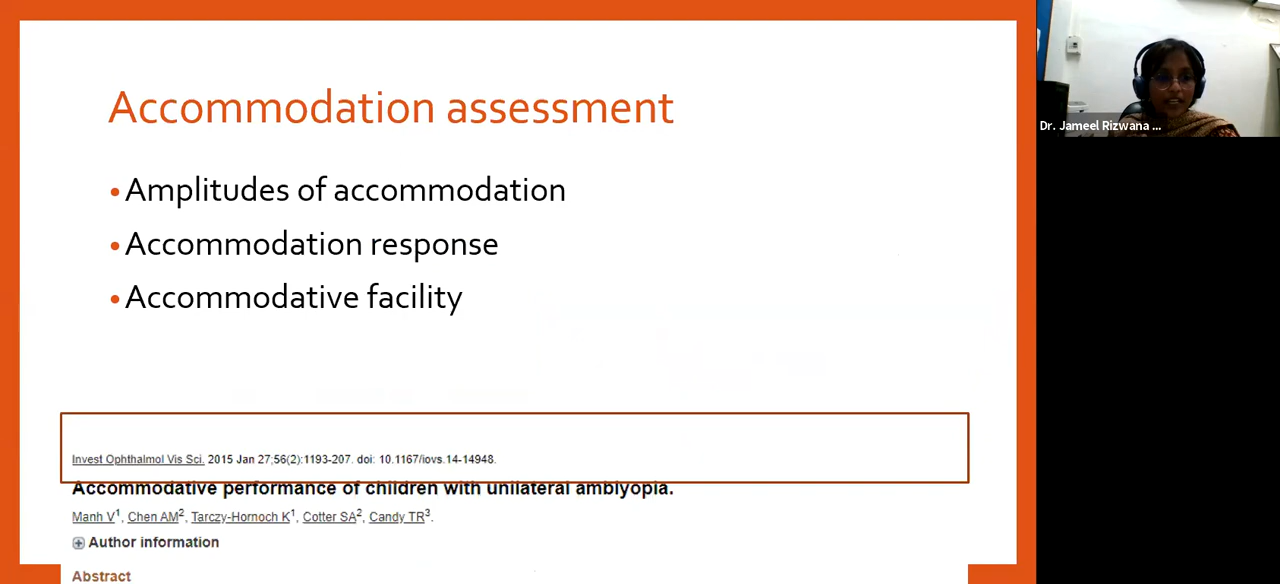 Accommodation assessment
•Amplitudes of accommodation
•Accommodation response
•Accommodative facility
Invest Ophthalmol Vis Sci. 2015 Jan 27;56(2):1193-207. doi: 10.1167/iovs.14-14948.
Accommodative performance of children with unilateral amblyopia.
Manh V1, Chen AM2, Tarczy-Hornoch K1, Cotter SA2, Candy TR3.
Author information
Abstract
Dr. Jameel Rizwana ...